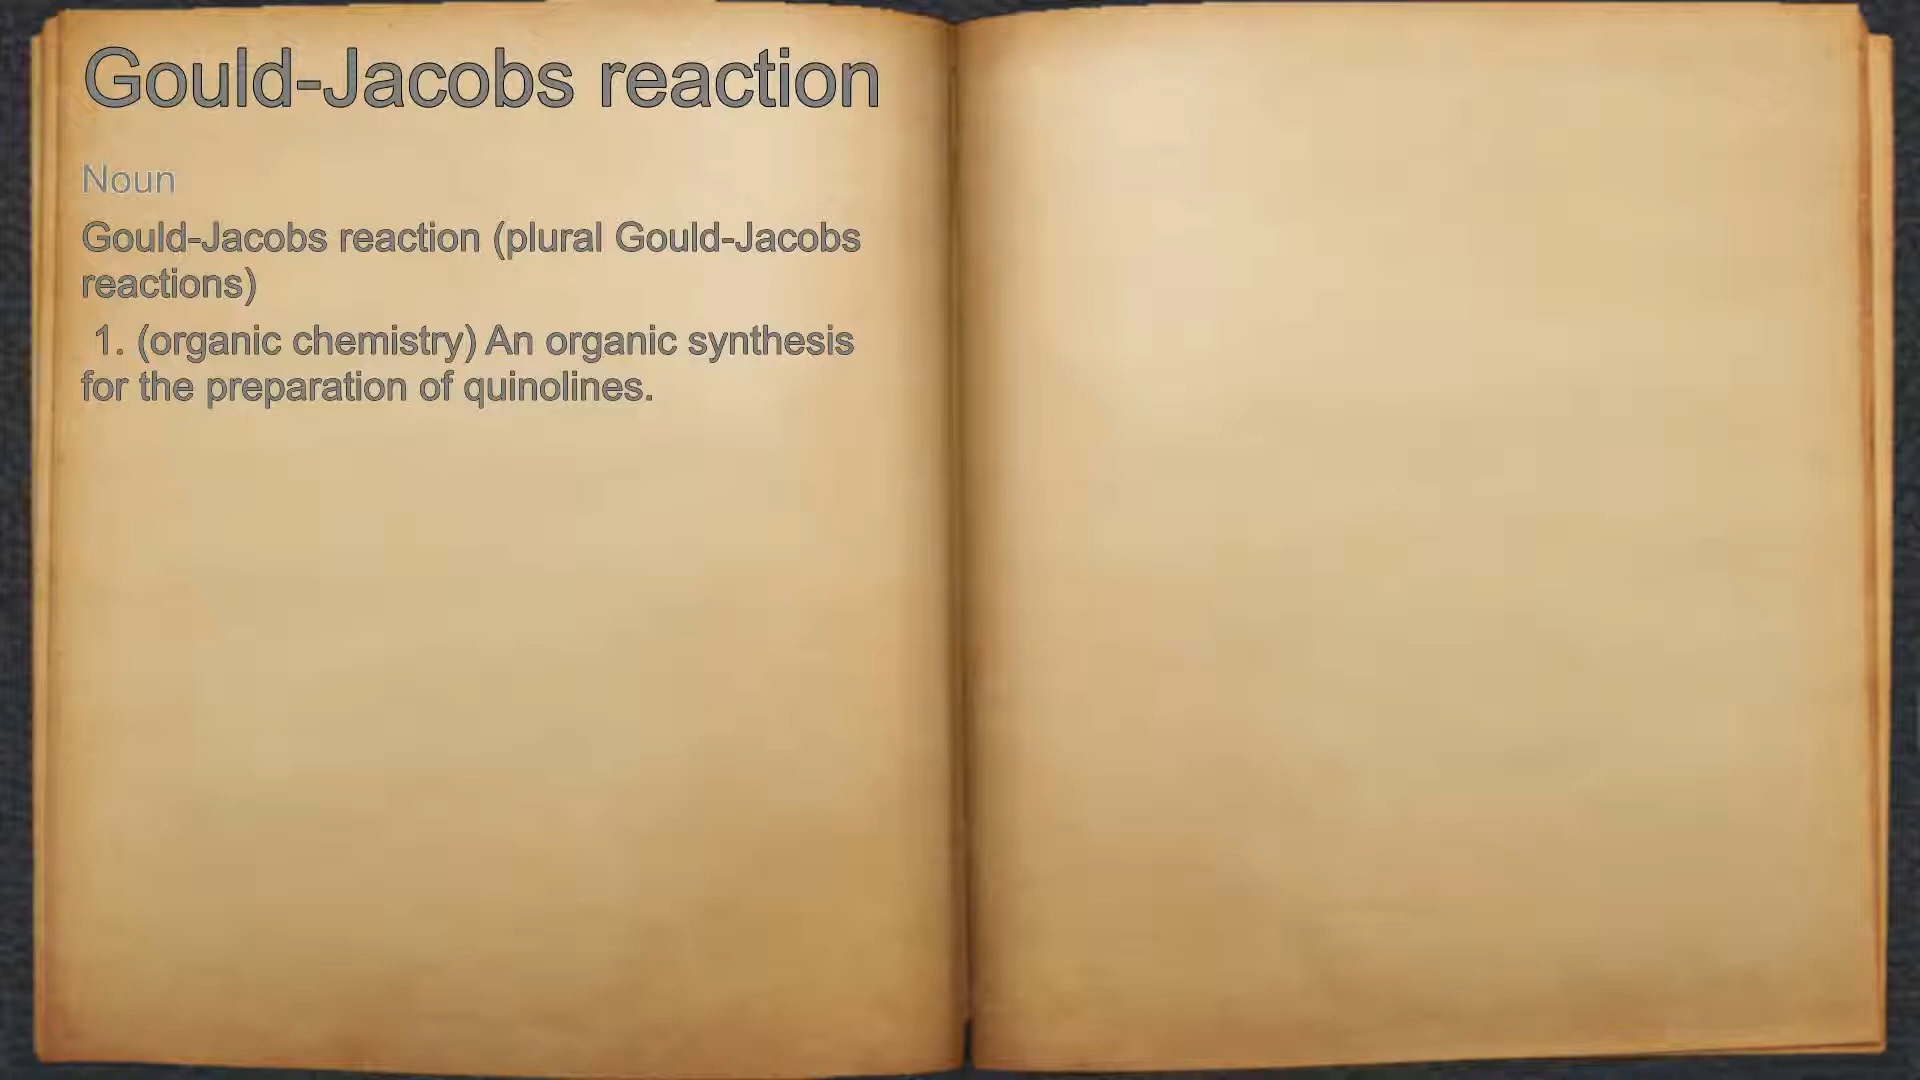 Gould-Jacobs reaction
Noun
Gould-Jacobs reaction (plural Gould-Jacobs
reactions)
1. (organic chemistry) An organic synthesis
for the preparation of quinolines.